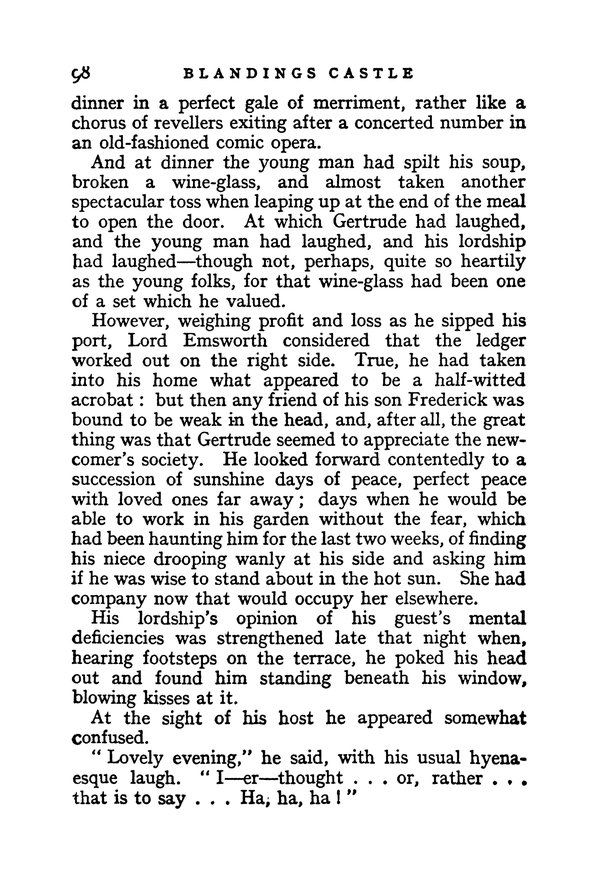 98 BLANDINGS CASTLE
dinner in a perfect gale of merriment, rather like a
chorus of revellers exiting after a concerted number in
an old-fashioned comic opera.
And at dinner the young man had spilt his soup,
broken a wine-glass, and almost taken another
spectacular toss when leaping up at the end of the meal
to open the door. At which Gertrude had laughed,
and the young man had laughed, and his lordship
had laughed—though not, perhaps, quite so heartily
as the young folks, for that wine-glass had been one
of a set which he valued.
However, weighing profit and loss as he sipped his
port, Lord Emsworth considered that the ledger
worked out on the right side. True, he had taken
into his home what appeared to be a half-witted
acrobat : but then any friend of his son Frederick was
bound to be weak in the head, and, after all, the great
thing was that Gertrude seemed to appreciate the new-
comer's society. He looked forward contentedly to a
succession of sunshine days of peace, perfect peace
with loved ones far away ; days when he would be
able to work in his garden without the fear, which
had been haunting him for the last two weeks, of finding
his niece drooping wanly at his side and asking him
if he was wise to stand about in the hot sun. She had
company now that would occupy her elsewhere.
His lordship's opinion of his guest's mental
deficiencies was strengthened late that night when,
hearing footsteps on the terrace, he poked his head
out and found him standing beneath his window,
blowing kisses at it.
At the sight of his host he appeared somewhat
confused.
" Lovely evening," he said, with his usual hyena-
esque laugh. " I—er—thought . . . or, rather . . .
that is to say . . . Ha, ha, ha ! "